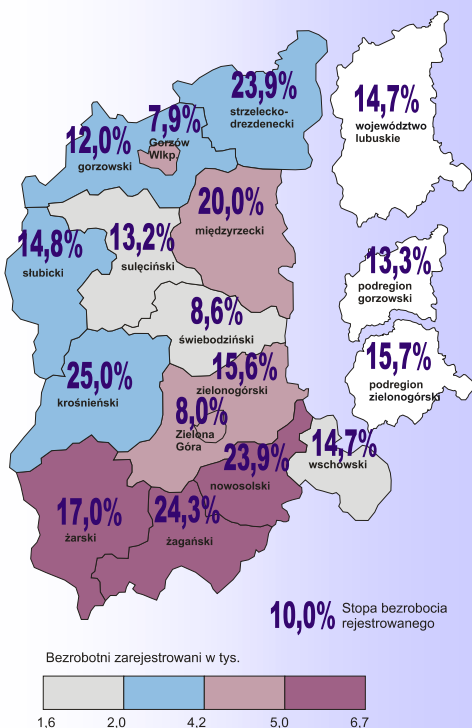 23,9%
strzelecko-
drezdenecki
14,7%
województwo
lubuskie
7,9%
Gorzów
Wlkp.
12,0%
gorzowski
20,0%
międzyrzecki
13,2%
sulęciński
14,8%
słubicki
13,3%
podregion
gorzowski
8,6%
świebodziński
15,7%
podregion
zielonogórski
15,6%
zielonogórski
25,0%
krośnieński
8,0%
Zielona
Góra
14,7%
wschowski
23,9%
nowosolski
17,0%
żarski
24,3%
żagański
10,0% Stopa bezrobocia
rejestrowanego
Bezrobotni zarejestrowani w tys.
1,6 2,0 4,2 5,0 6,7